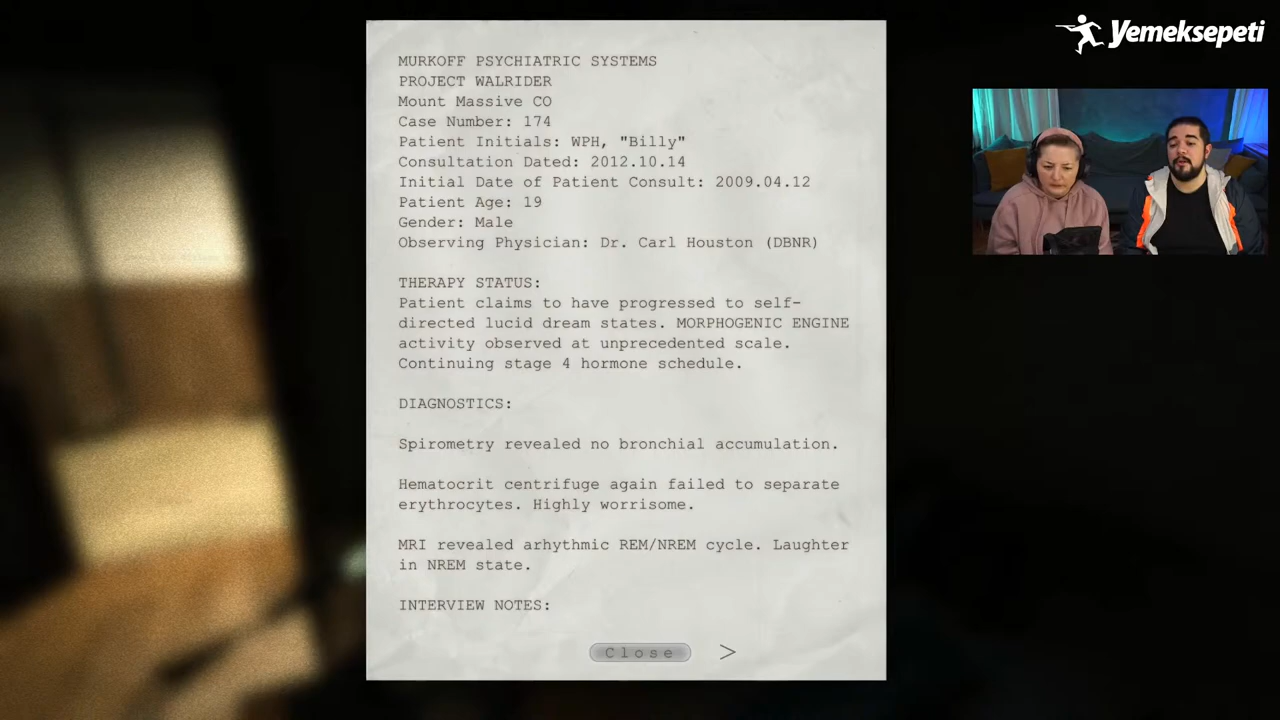 MURKOFF PSYCHIATRIC SYSTEMS
PROJECT WALRIDER
Mount Massive CO
Case Number: 174
Patient Initials: WPH, "Billy"
Consultation Dated: 2012.10.14
Initial Date of Patient Consult: 2009.04.12
Patient Age: 19
Gender: Male
Observing Physician: Dr. Carl Houston (DBNR)
THERAPY STATUS:
Patient claims to have progressed to self-
directed lucid dream states. MORPHOGENIC ENGINE
activity observed at unprecedented scale.
Continuing stage 4 hormone schedule.
DIAGNOSTICS:
Spirometry revealed no bronchial accumulation.
Hematocrit centrifuge again failed to separate
erythrocytes. Highly worrisome.
MRI revealed arhythmic REM/NREM cycle. Laughter
in NREM state.
INTERVIEW NOTES:
Close >
Yemeksepeti